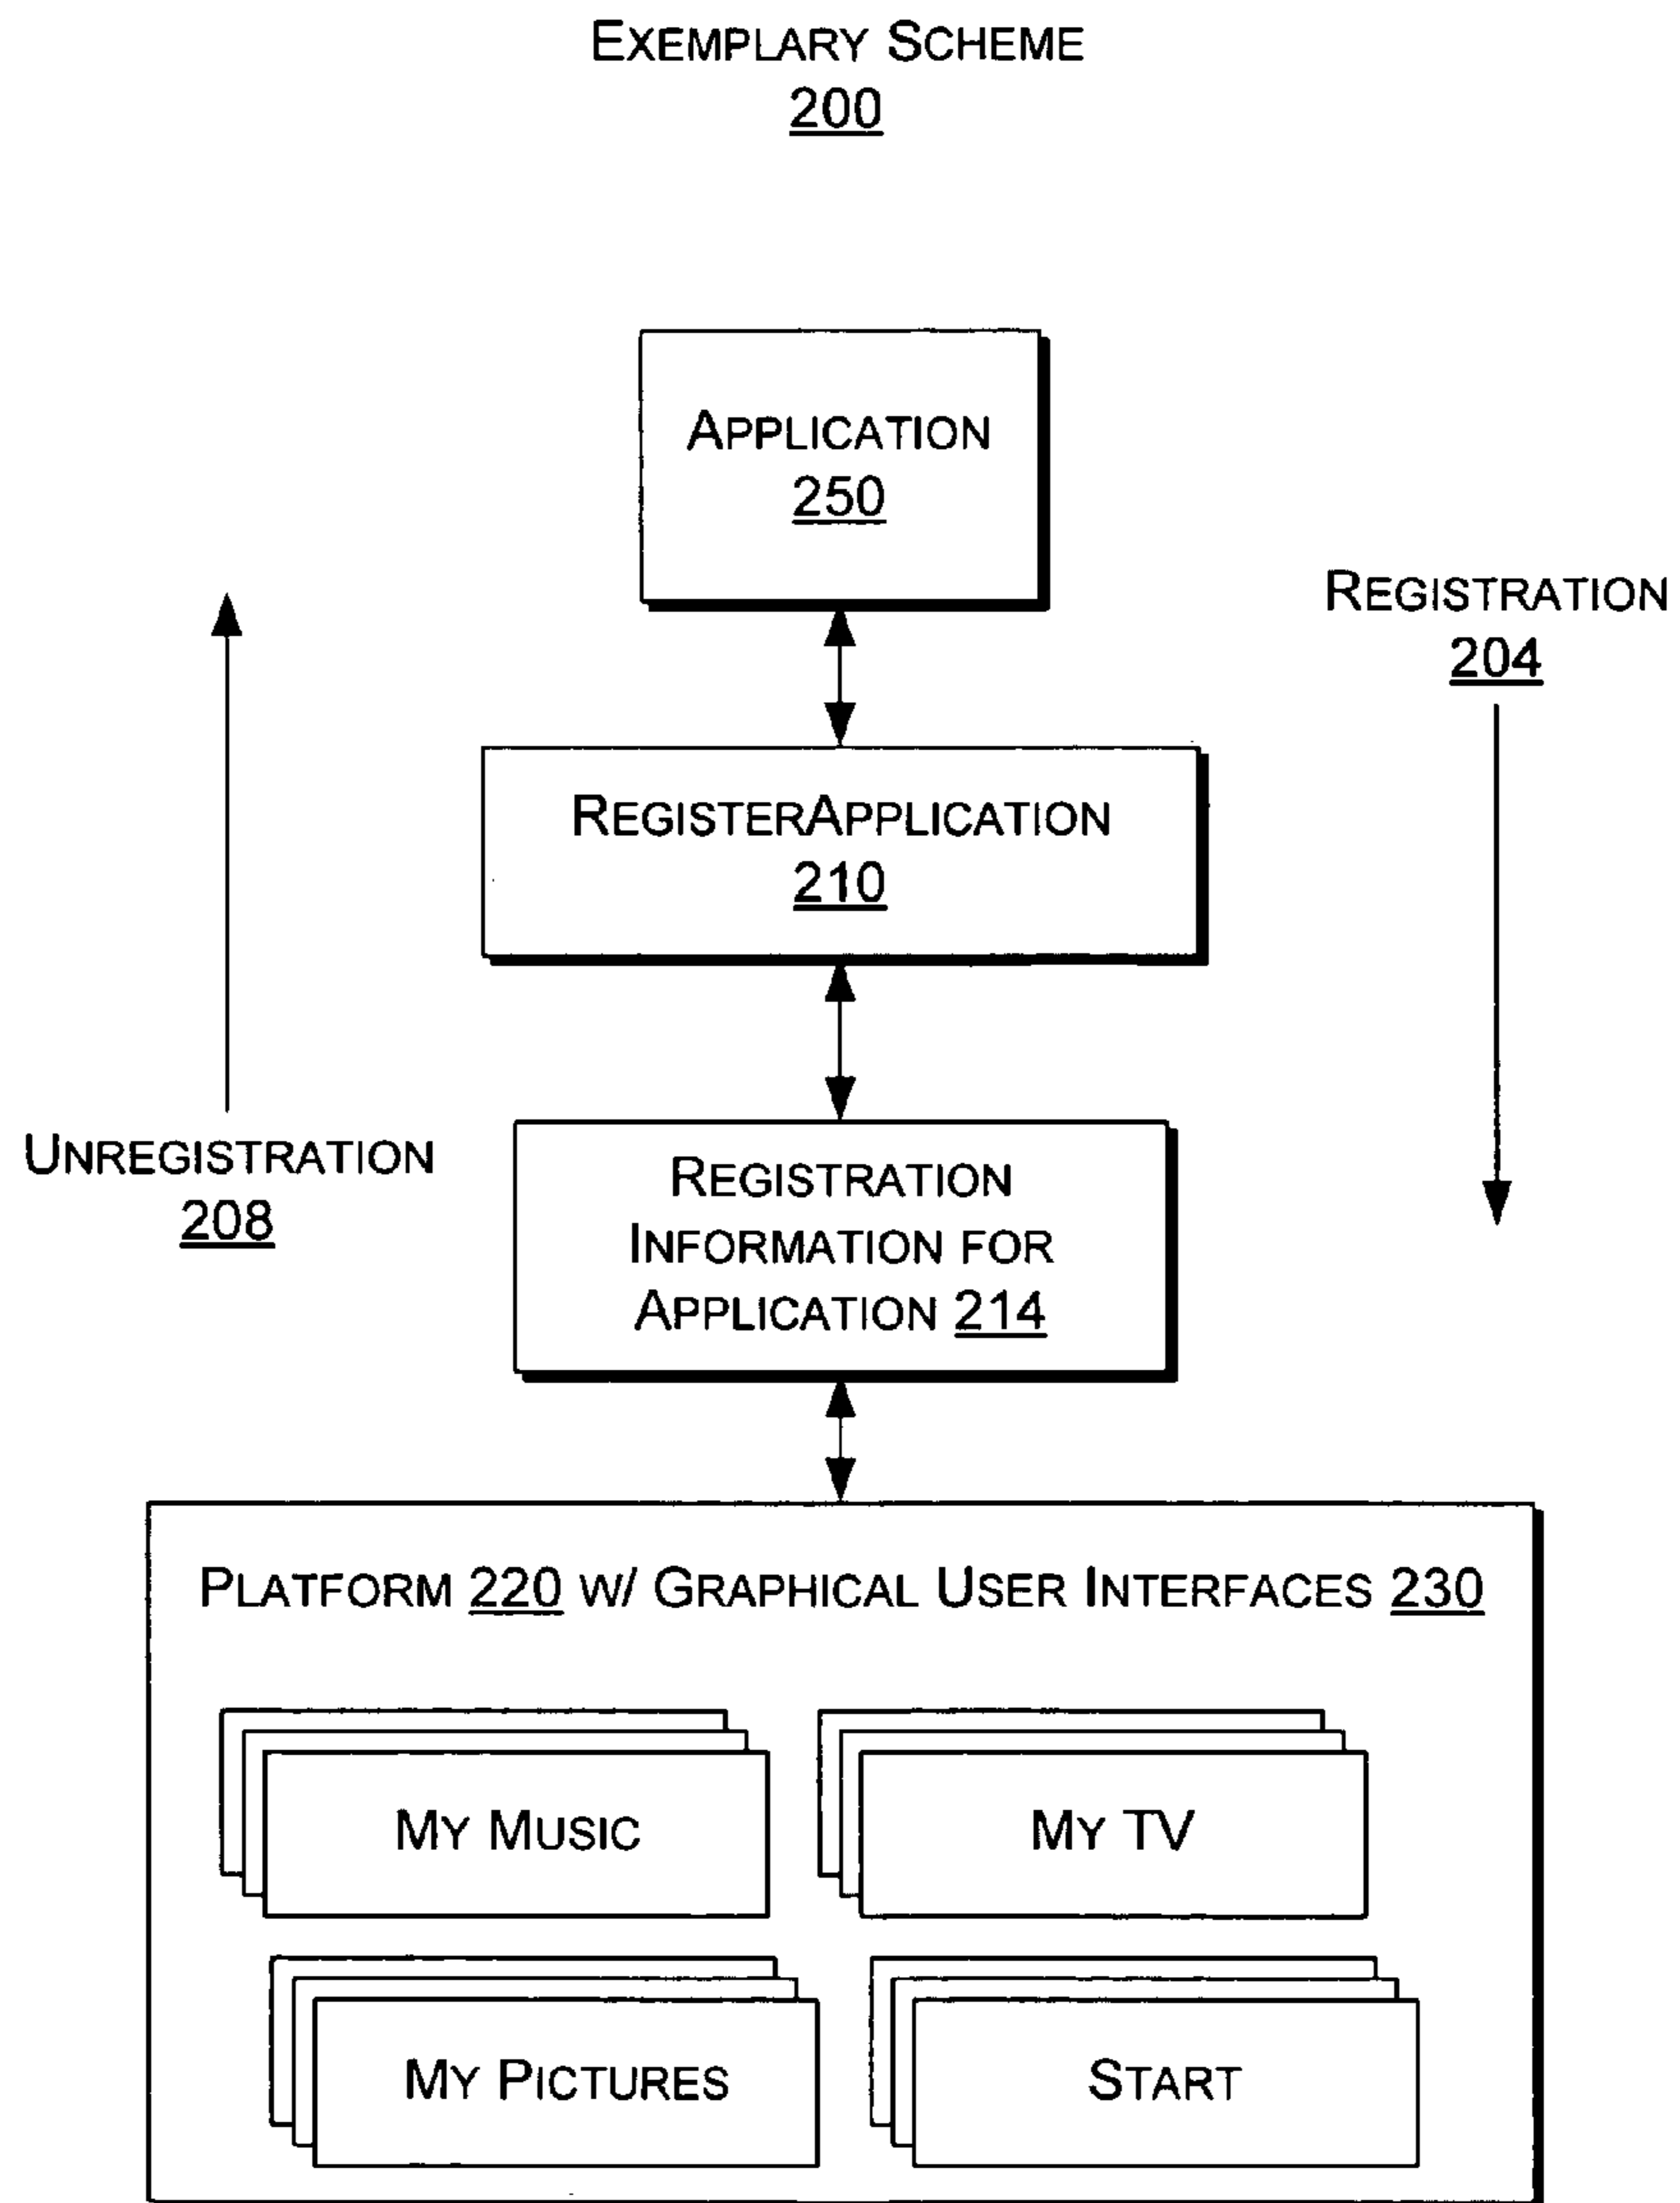 EXEMPLARY SCHEME
200
APPLICATION
250
REGISTRATION
204
REGISTERAPPLICATION
210
UNREGISTRATION
208
REGISTRATION
INFORMATION FOR
APPLICATION 214
PLATFORM 220 W/ GRAPHICAL USER INTERFACES 230
MY MUSIC
MY TV
MY PICTURES
START